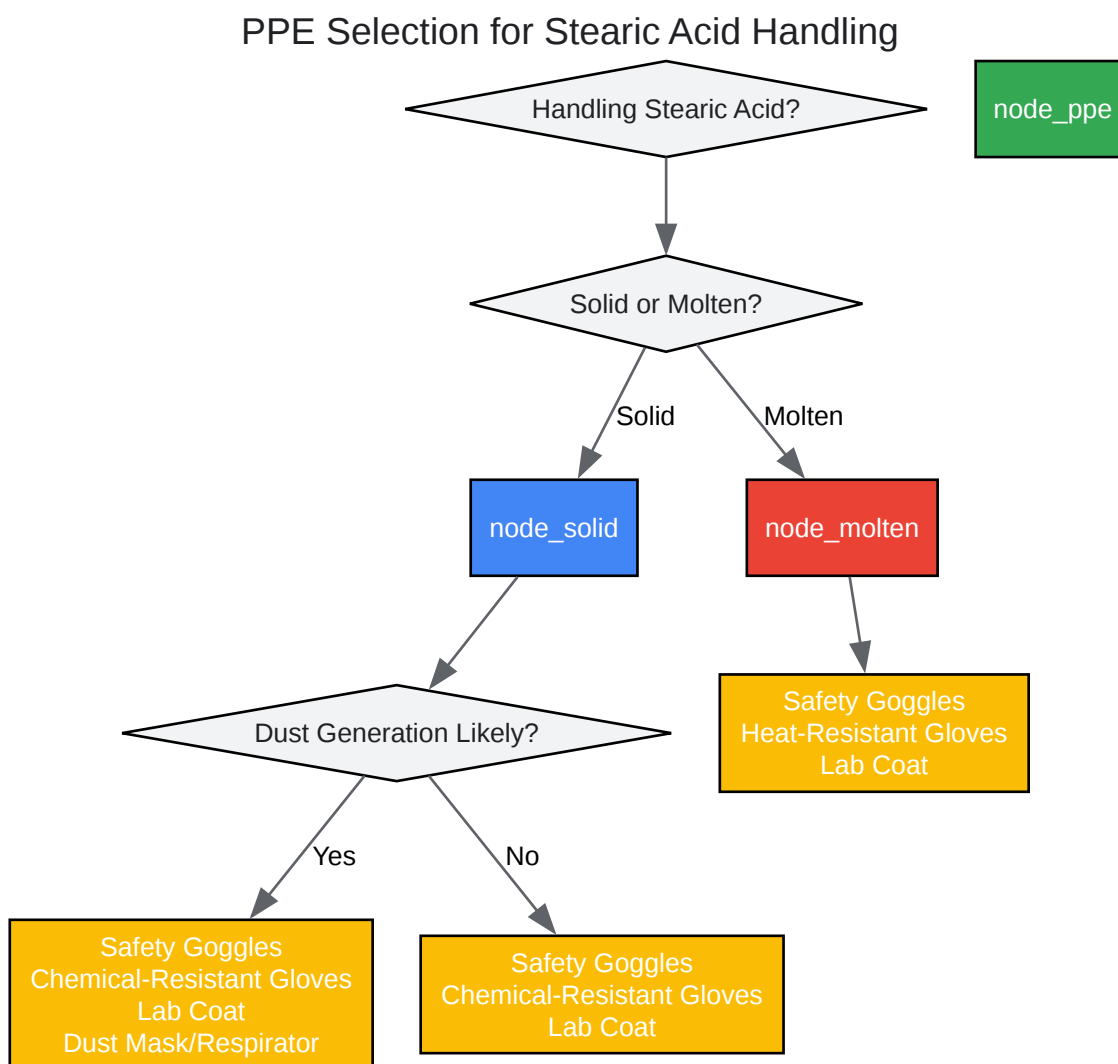 PPE Selection for Stearic Acid Handling
Handling Stearic Acid?
node_ppe
Solid or Molten?
Solid
Molten
node_solid
node_molten
Safety Goggles
Heat-Resistant Gloves
Lab Coat
Dust Generation Likely?
Yes
No
Safety Goggles
Chemical-Resistant Gloves
Lab Coat
Dust Mask/Respirator
Safety Goggles
Chemical-Resistant Gloves
Lab Coat